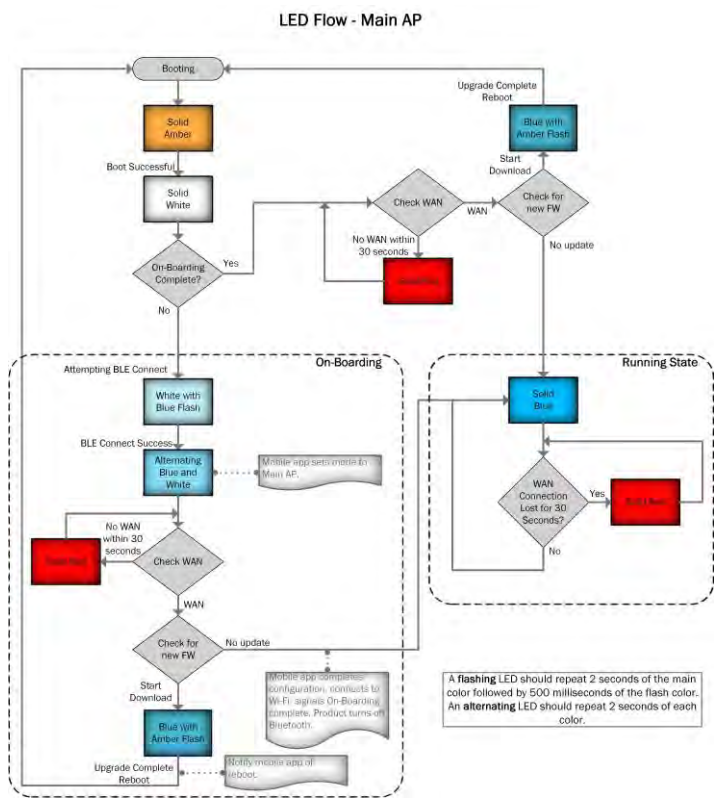 LED Flow - Main AP
Booting
Upgrade Complete
Reboot
Solid
Amber
Blue with
Amber Flash
Boot Successful
Start
Download
Solid
White
Check WAN
WAN
Check for
new FW
No WAN within
30 seconds
No update
On-Boarding
Complete?
Yes
No
On-Boarding
Running State
Attempting BLE Connect
White with
Blue Flash
Solid
Blue
BLE Connect Success
Alternating
Blue and
White
Mobile app sets mode to
Main AP.
WAN
Connection
Lost for 30
Seconds?
Yes
No
No WAN
within 30
seconds
Check WAN
WAN
Check for
new FW
No update
Start
Download
Mobile app completes
configuration, connects to
Wi-Fi, signals On-Boarding
complete. Product turns off
Bluetooth.
A flashing LED should repeat 2 seconds of the main
color followed by 500 milliseconds of the flash color.
An alternating LED should repeat 2 seconds of each
color.
Blue with
Amber Flash
Upgrade Complete
Reboot
Notify mobile app of
reboot.